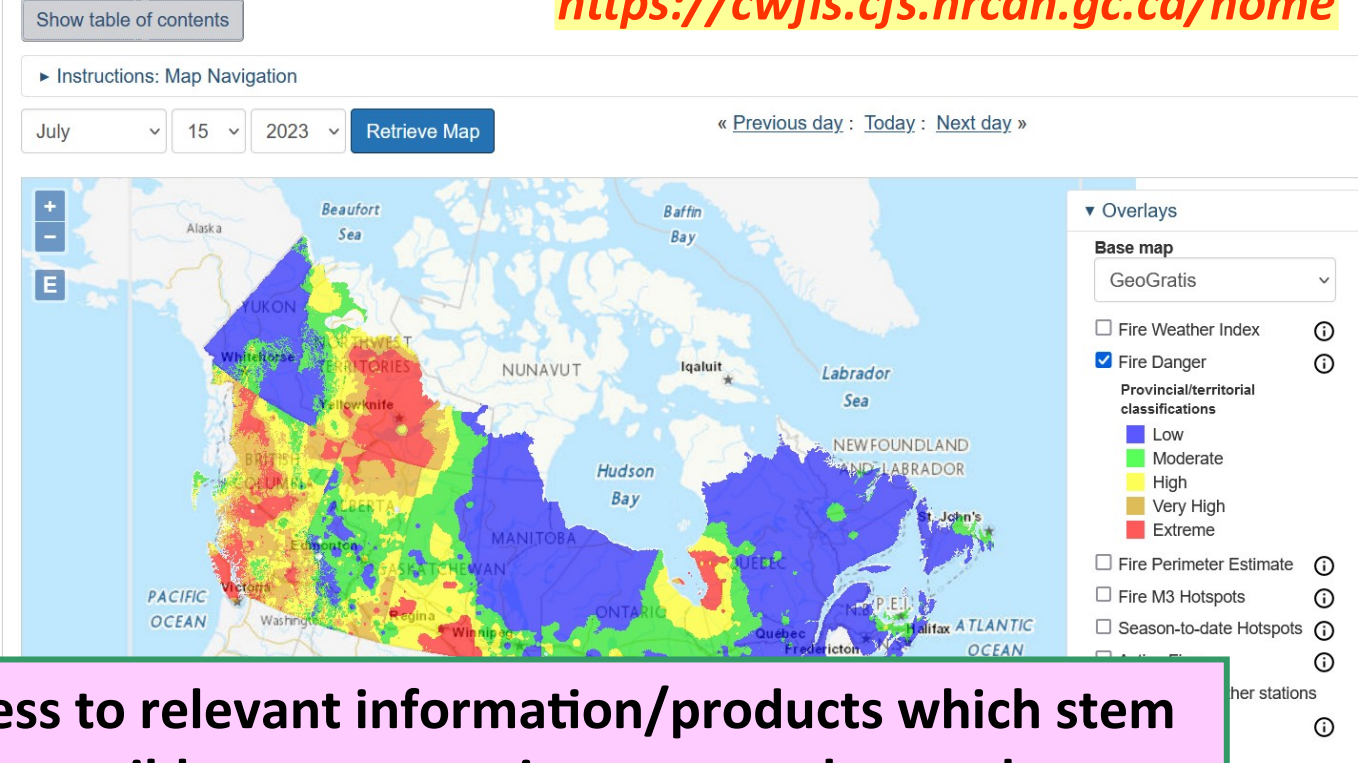 https://cwfis.cfs.nrcan.gc.ca/home
Show table of contents
▸ Instructions: Map Navigation
July 15 2023 Retrieve Map
« Previous day : Today : Next day »
+
−
E
Alaska
Beaufort
Sea
Baffin
Bay
YUKON
Whitehorse
NORTHWEST
TERRITORIES
Yellowknife
NUNAVUT
Iqaluit
Labrador
Sea
BRITISH
COLUMBIA
ALBERTA
Edmonton
SASKATCHEWAN
MANITOBA
Hudson
Bay
NEWFOUNDLAND
AND LABRADOR
St. John's
QUEBEC
ONTARIO
PACIFIC
OCEAN
Victoria
Washington
Regina
Winnipeg
Québec
Fredericton
N.B.
P.E.I.
Halifax
ATLANTIC
OCEAN
▾ Overlays
Base map
GeoGratis
Fire Weather Index
Fire Danger
Provincial/territorial
classifications
Low
Moderate
High
Very High
Extreme
Fire Perimeter Estimate
Fire M3 Hotspots
Season-to-date Hotspots
her stations
ess to relevant information/products which stem